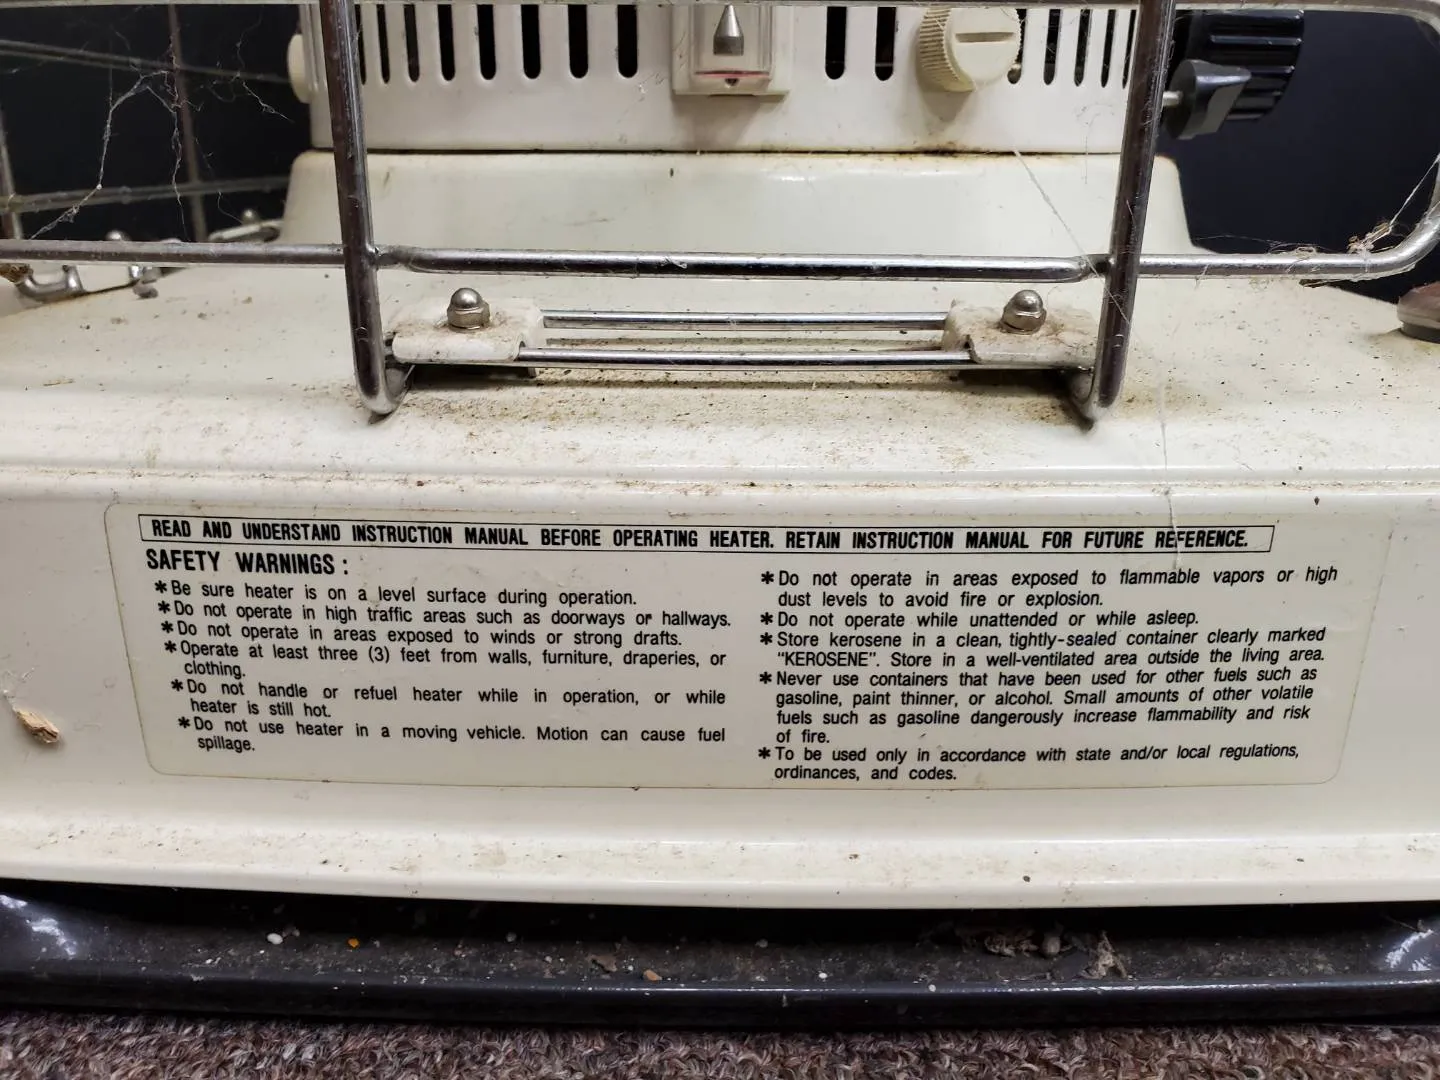 READ AND UNDERSTAND INSTRUCTION MANUAL BEFORE OPERATING HEATER. RETAIN INSTRUCTION MANUAL FOR FUTURE REFERENCE.
SAFETY WARNINGS :
*Be sure heater is on a level surface during operation.
*Do not operate in high traffic areas such as doorways or hallways.
*Do not operate in areas exposed to winds or strong drafts.
*Operate at least three (3) feet from walls, furniture, draperies, or
clothing.
*Do not handle or refuel heater while in operation, or while
heater is still hot.
*Do not use heater in a moving vehicle. Motion can cause fuel
spillage.
*Do not operate in areas exposed to flammable vapors or high
dust levels to avoid fire or explosion.
*Do not operate while unattended or while asleep.
*Store kerosene in a clean, tightly-sealed container clearly marked
"KEROSENE". Store in a well-ventilated area outside the living area.
*Never use containers that have been used for other fuels such as
gasoline, paint thinner, or alcohol. Small amounts of other volatile
fuels such as gasoline dangerously increase flammability and risk
of fire.
*To be used only in accordance with state and/or local regulations,
ordinances, and codes.